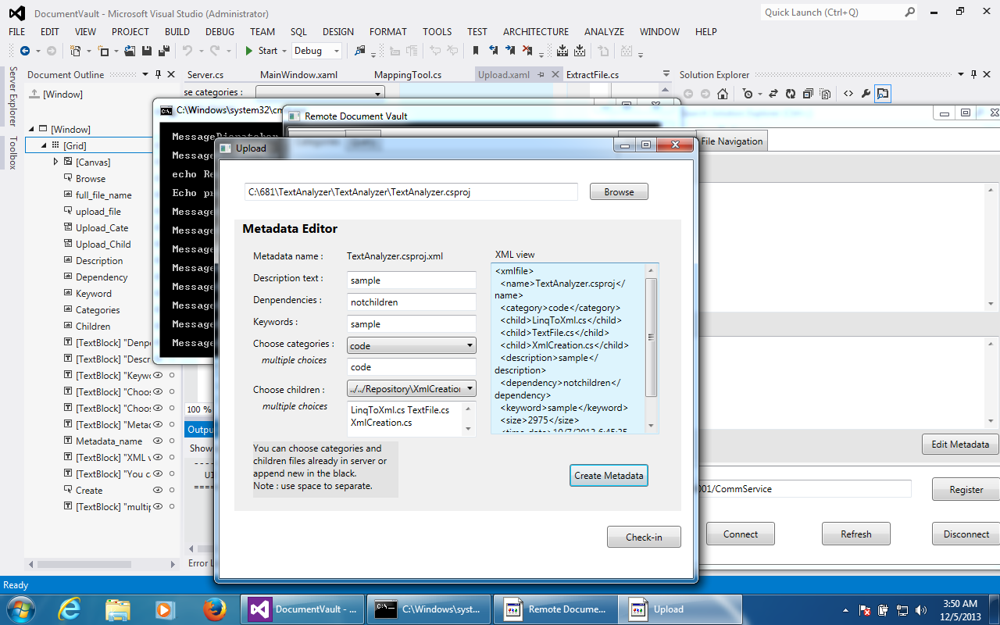 DocumentVault - Microsoft Visual Studio (Administrator)
Quick Launch (Ctrl+Q)
FILE EDIT VIEW PROJECT BUILD DEBUG TEAM SQL DESIGN FORMAT TOOLS TEST ARCHITECTURE ANALYZE WINDOW HELP
Start Debug
Server Explorer
Toolbox
Document Outline
[Window]
[Window]
[Grid]
[Canvas]
Browse
full_file_name
upload_file
Upload_Cate
Upload_Child
Description
Dependency
Keyword
Categories
Children
[TextBlock] "Denpe
[TextBlock] "Descr
[TextBlock] "Keyw
[TextBlock] "Choos
[TextBlock] "Choos
[TextBlock] "Metac
Metadata_name
[TextBlock] "XML v
[TextBlock] "You ca
Create
[TextBlock] "multip
Server.cs MainWindow.xaml MappingTool.cs Upload.xaml ExtractFile.cs
se categories :
Solution Explorer
100 %
Outpu
Show
UI
Error L
C:\Windows\system32\cm
Message
echo Re
Echo pr
Message
Message
Message
Message
Message
Message
Message
Message
Remote Document Vault
File Navigation
Edit Metadata
001/CommService
Register
Connect
Refresh
Disconnect
Upload
C:\681\TextAnalyzer\TextAnalyzer\TextAnalyzer.csproj
Browse
Metadata Editor
Metadata name : TextAnalyzer.csproj.xml
Description text : sample
Denpendencies : notchildren
Keywords : sample
Choose categories : code
multiple choices
code
Choose children : ../../Repository\XmlCreation
multiple choices
LinqToXml.cs TextFile.cs
XmlCreation.cs
You can choose categories and
children files already in server or
append new in the black.
Note : use space to separate.
XML view
<xmlfile>
<name>TextAnalyzer.csproj</
name>
<category>code</category>
<child>LinqToXml.cs</child>
<child>TextFile.cs</child>
<child>XmlCreation.cs</child>
<description>sample</
description>
<dependency>notchildren</
dependency>
<keyword>sample</keyword>
<size>2975</size>
<time_date>10/7/2013 6:45:25
Create Metadata
Check-in
Ready
DocumentVault - ...
C:\Windows\syst...
Remote Docume...
Upload
3:50 AM
12/5/2013